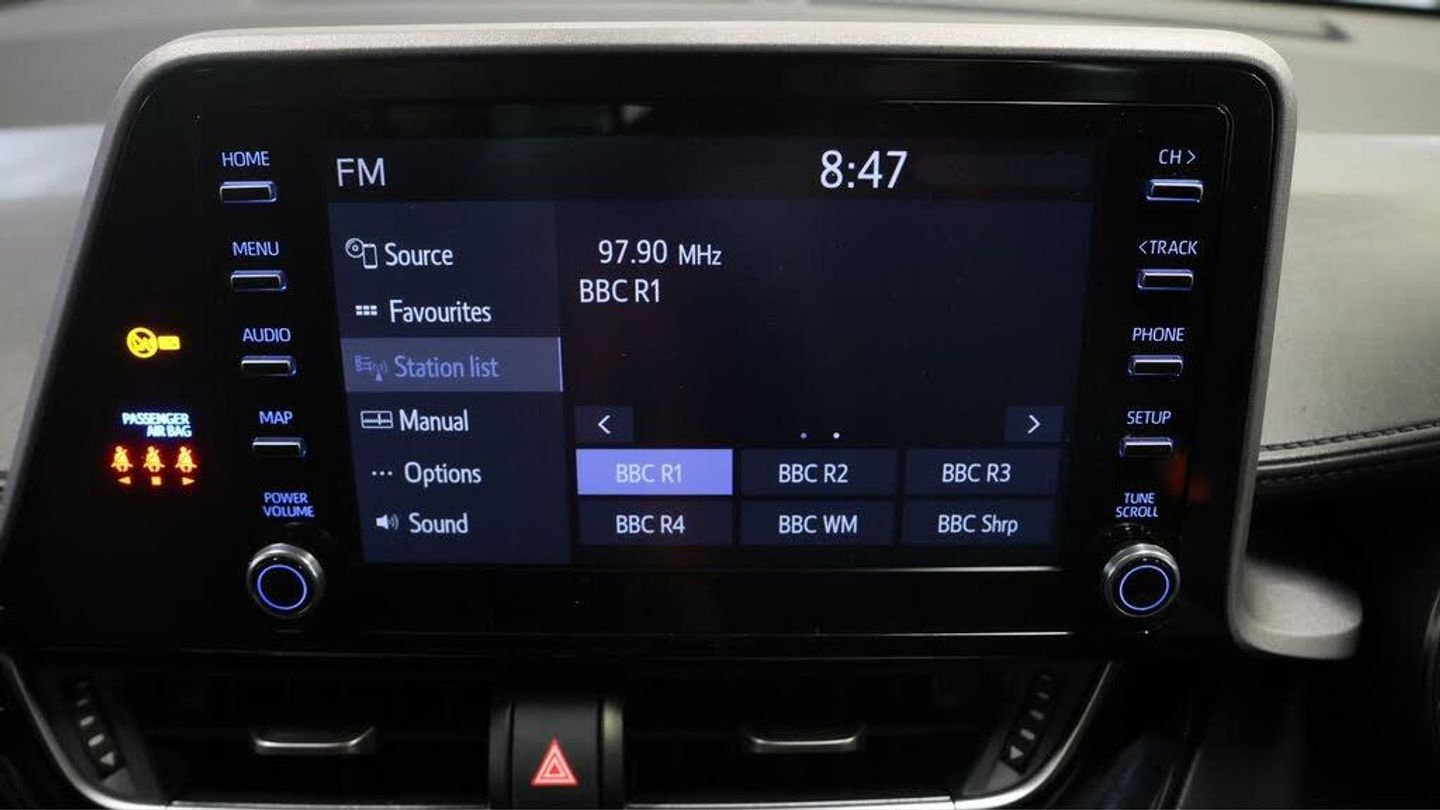 HOME
FM
8:47
CH >
MENU
Source
97.90 MHz
<TRACK
BBC R1
Favourites
AUDIO
Station list
PHONE
PASSENGER
AIR BAG
MAP
Manual
<
>
SETUP
Options
BBC R1
BBC R2
BBC R3
POWER
VOLUME
Sound
BBC R4
BBC WM
BBC Shrp
TUNE
SCROLL